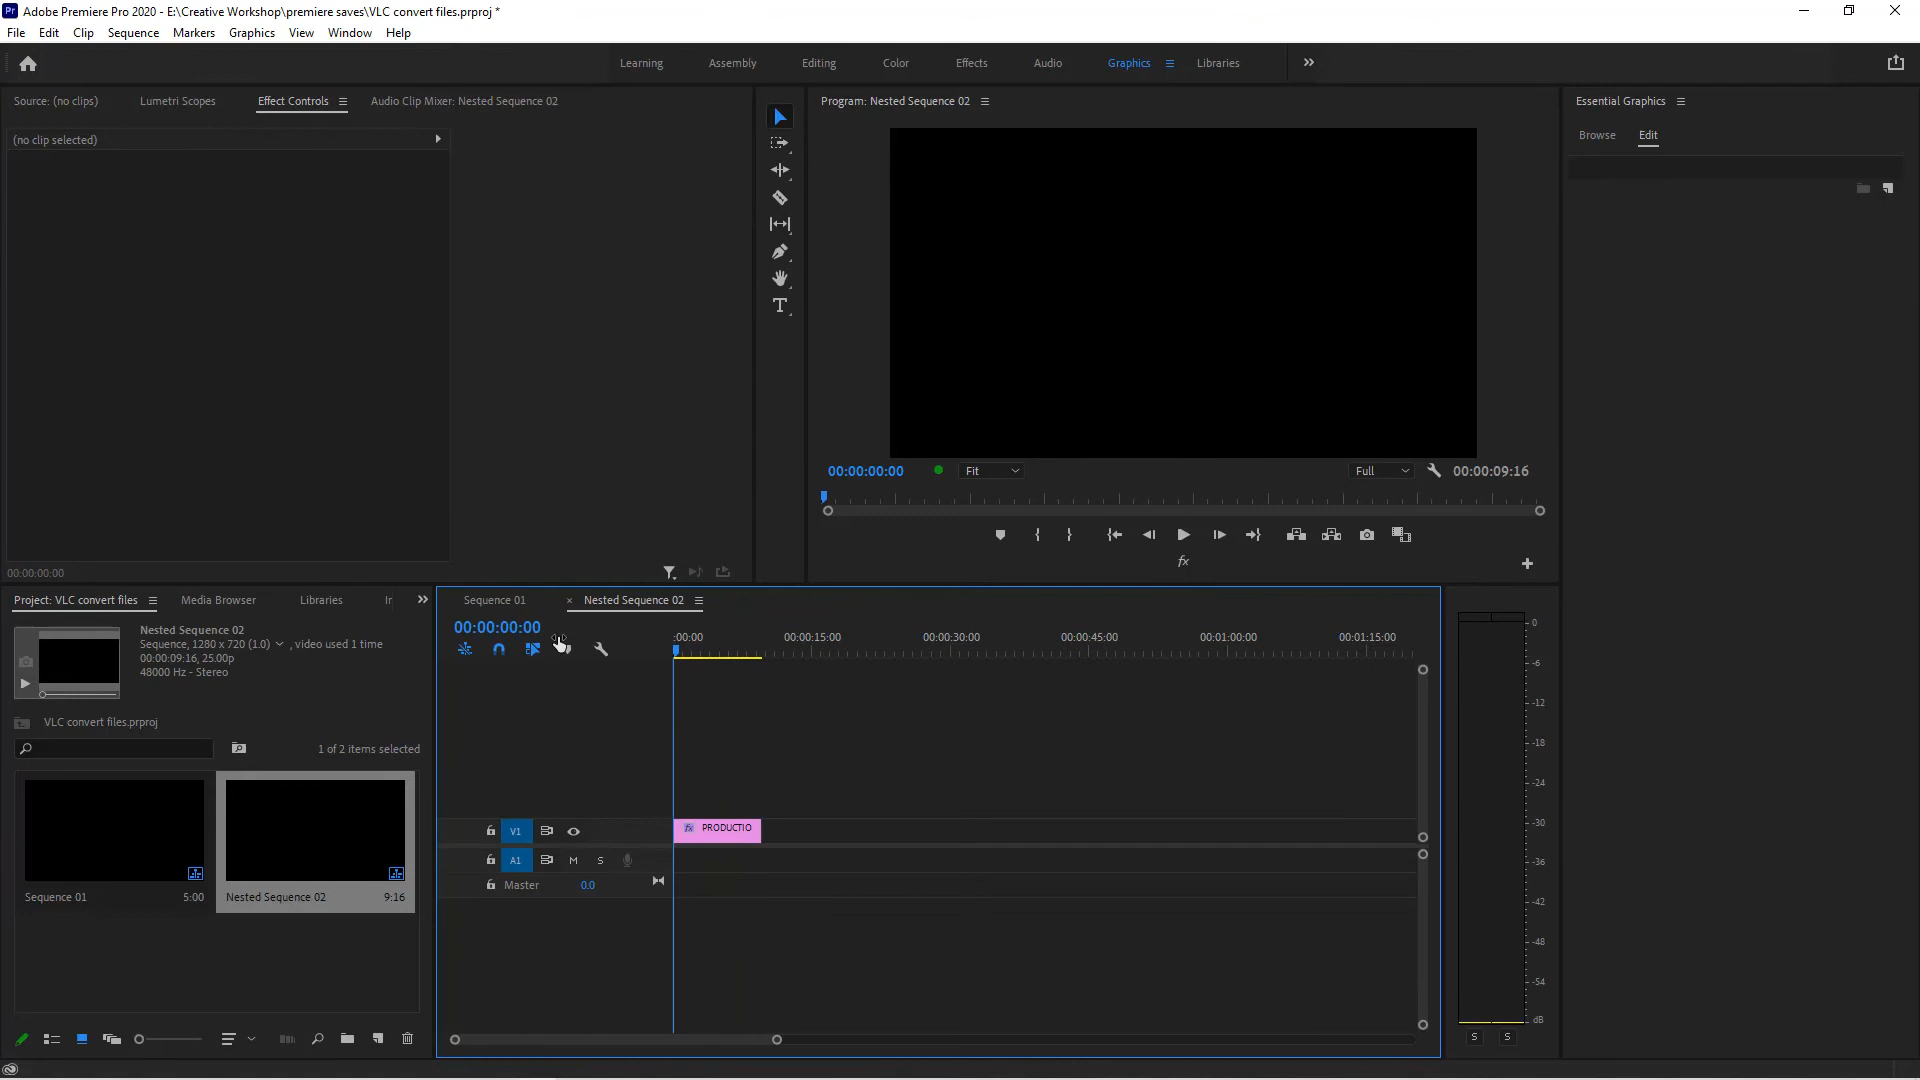 Adobe Premiere Pro 2020 - E:\Creative Workshop\premiere saves\VLC convert files.prproj *
File Edit Clip Sequence Markers Graphics View Window Help
Learning Assembly Editing Color Effects Audio Graphics Libraries
Source: (no clips) Lumetri Scopes Effect Controls Audio Clip Mixer: Nested Sequence 02
Program: Nested Sequence 02
Essential Graphics
Browse Edit
(no clip selected)
00:00:00:00 Fit Full 00:00:09:16
fx
00:00:00:00
Project: VLC convert files Media Browser Libraries
Sequence 01 × Nested Sequence 02
Nested Sequence 02
Sequence, 1280 x 720 (1.0) , video used 1 time
00:00:09:16, 25.00p
48000 Hz - Stereo
VLC convert files.prproj
1 of 2 items selected
Sequence 01 5:00
Nested Sequence 02 9:16
00:00:00:00
:00:00 00:00:15:00 00:00:30:00 00:00:45:00 00:01:00:00 00:01:15:00
V1 fx PRODUCTIO
A1 M S
Master 0.0
0
-6
-12
-18
-24
-30
-36
-42
-48
-54
dB
S S